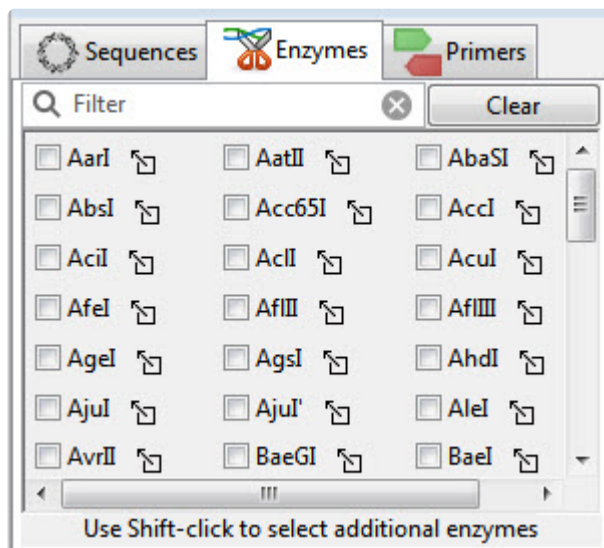 Sequences Enzymes Primers
Filter Clear
AarI AatII AbaSI
AbsI Acc65I AccI
AciI AclI AcuI
AfeI AflII AflIII
AgeI AgsI AhdI
AjuI AjuI' AleI
AvrII BaeGI BaeI
Use Shift-click to select additional enzymes